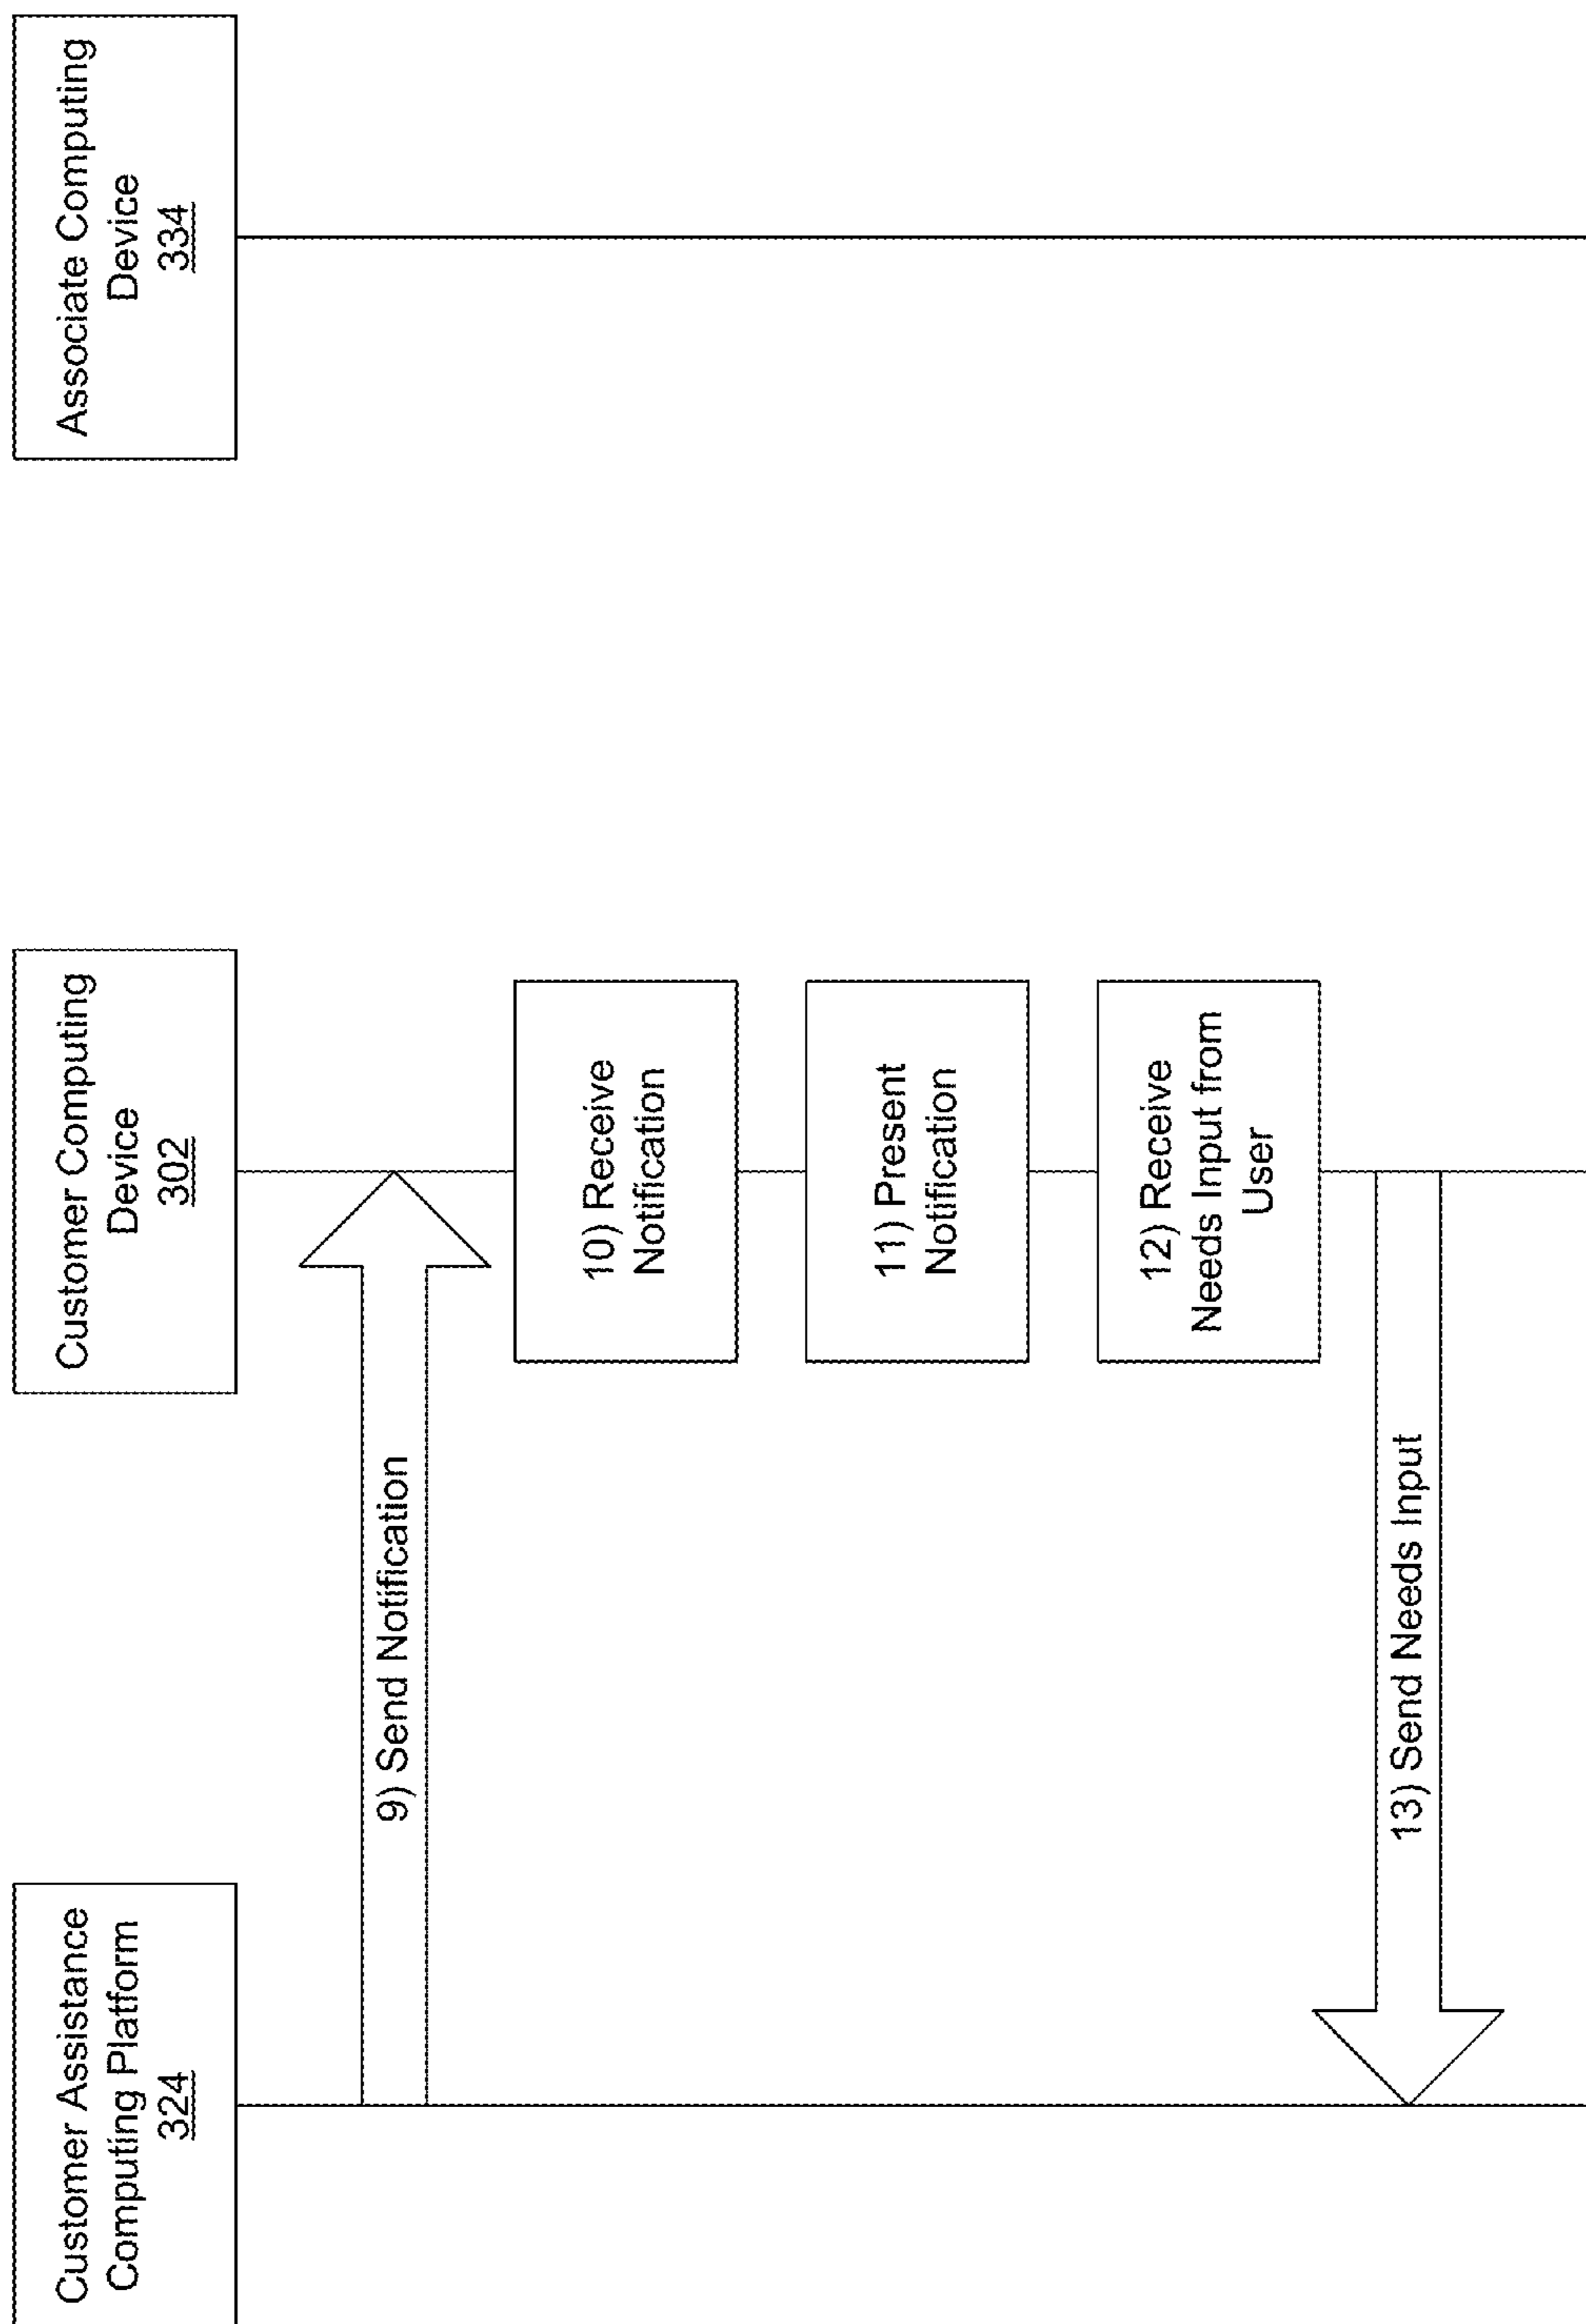 Customer Assistance
Computing Platform
324
Customer Computing
Device
302
Associate Computing
Device
334
9) Send Notification
10) Receive
Notification
11) Present
Notification
12) Receive
Needs Input from
User
13) Send Needs Input